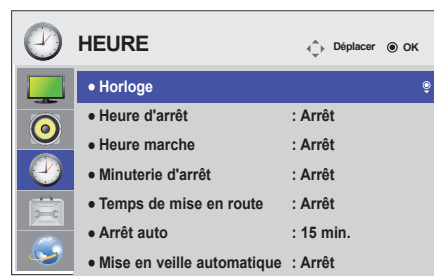 HEURE
Déplacer OK
● Horloge
● Heure d'arrêt : Arrêt
● Heure marche : Arrêt
● Minuterie d'arrêt : Arrêt
● Temps de mise en route : Arrêt
● Arrêt auto : 15 min.
● Mise en veille automatique : Arrêt